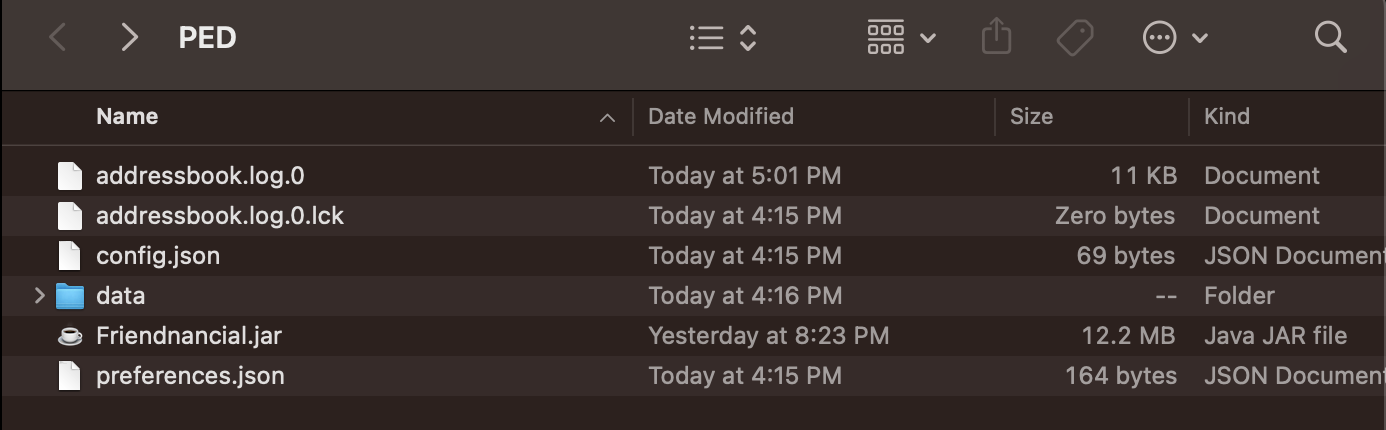 PED
Name Date Modified Size Kind
addressbook.log.0 Today at 5:01 PM 11 KB Document
addressbook.log.0.lck Today at 4:15 PM Zero bytes Document
config.json Today at 4:15 PM 69 bytes JSON Document
data Today at 4:16 PM -- Folder
Friendnancial.jar Yesterday at 8:23 PM 12.2 MB Java JAR file
preferences.json Today at 4:15 PM 164 bytes JSON Document